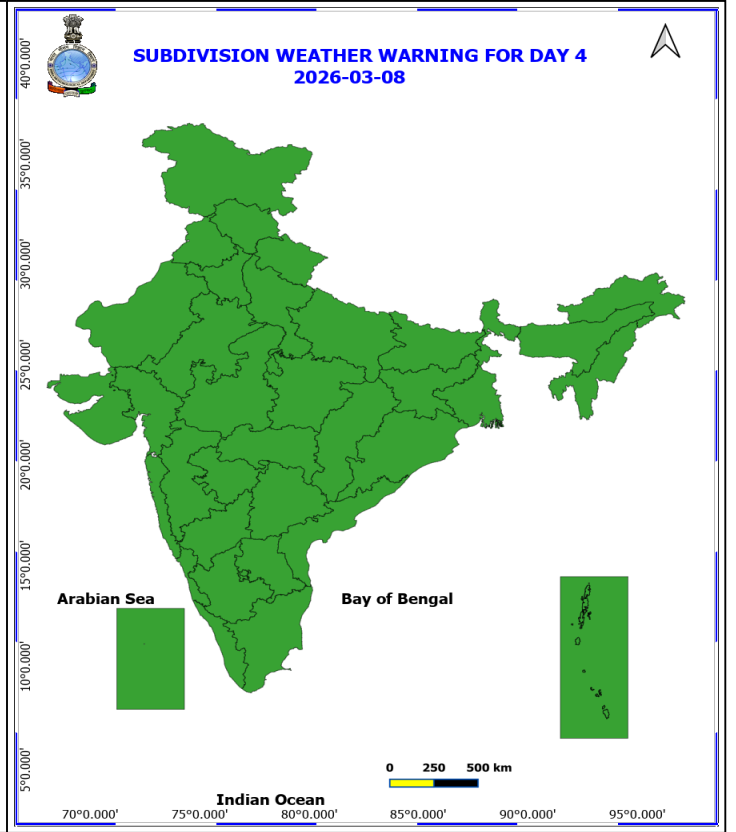 SUBDIVISION WEATHER WARNING FOR DAY 4
2026-03-08
40°0.000'
35°0.000'
30°0.000'
25°0.000'
20°0.000'
15°0.000'
10°0.000'
5°0.000'
Arabian Sea
Bay of Bengal
0 250 500 km
Indian Ocean
70°0.000' 75°0.000' 80°0.000' 85°0.000' 90°0.000' 95°0.000'